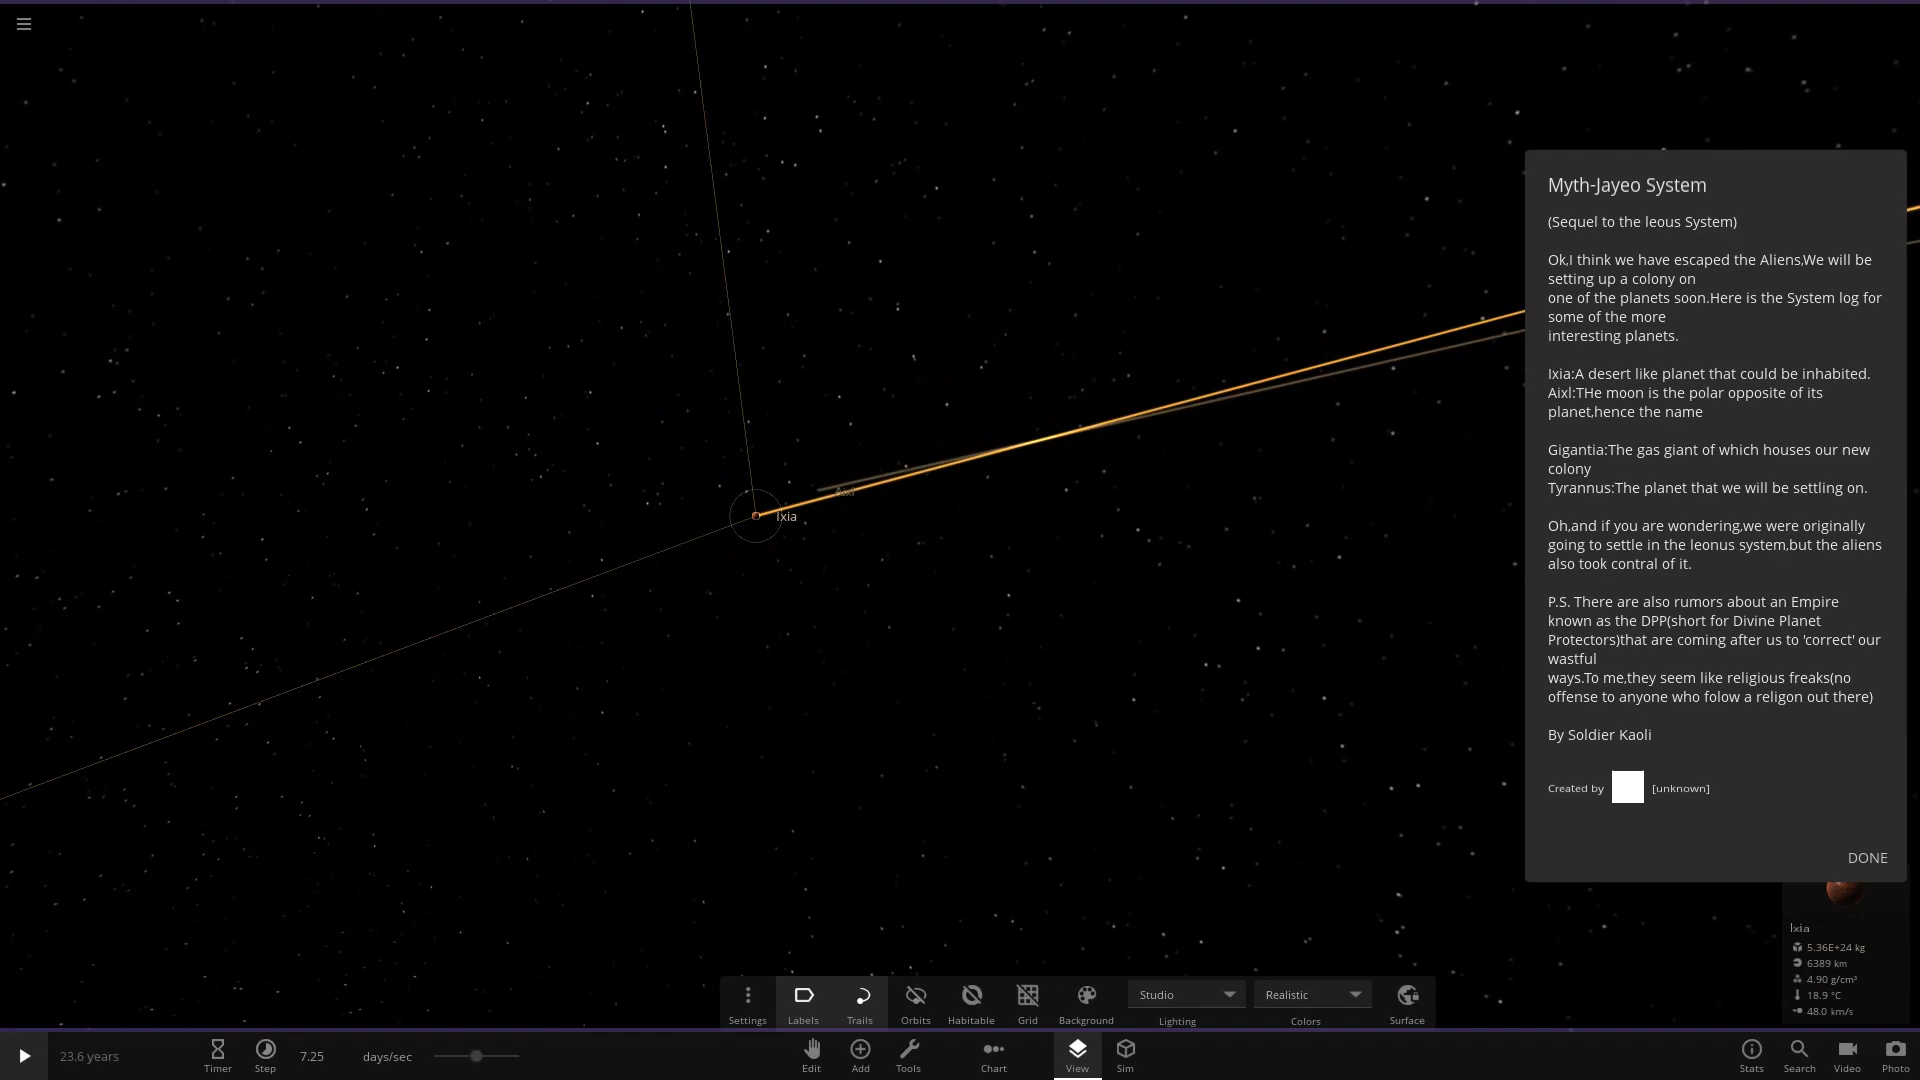 Myth-Jayeo System
(Sequel to the leous System)
Ok,I think we have escaped the Aliens,We will be
setting up a colony on
one of the planets soon.Here is the System log for
some of the more
interesting planets.
Ixia:A desert like planet that could be inhabited.
Aixl:THe moon is the polar opposite of its
planet,hence the name
Gigantia:The gas giant of which houses our new
colony
Tyrannus:The planet that we will be settling on.
Oh,and if you are wondering,we were originally
going to settle in the leonus system,but the aliens
also took contral of it.
P.S. There are also rumors about an Empire
known as the DPP(short for Divine Planet
Protectors)that are coming after us to 'correct' our
wastful
ways.To me,they seem like religious freaks(no
offense to anyone who folow a religon out there)
By Soldier Kaoli
Created by [unknown]
DONE
Aixl
Ixia
Ixia
5.36E+24 kg
6389 km
4.90 g/cm³
18.9 °C
48.0 km/s
Studio
Realistic
Settings
Labels
Trails
Orbits
Habitable
Grid
Background
Lighting
Colors
Surface
23.6 years
Timer
Step
7.25
days/sec
Edit
Add
Tools
Chart
View
Sim
Stats
Search
Video
Photo